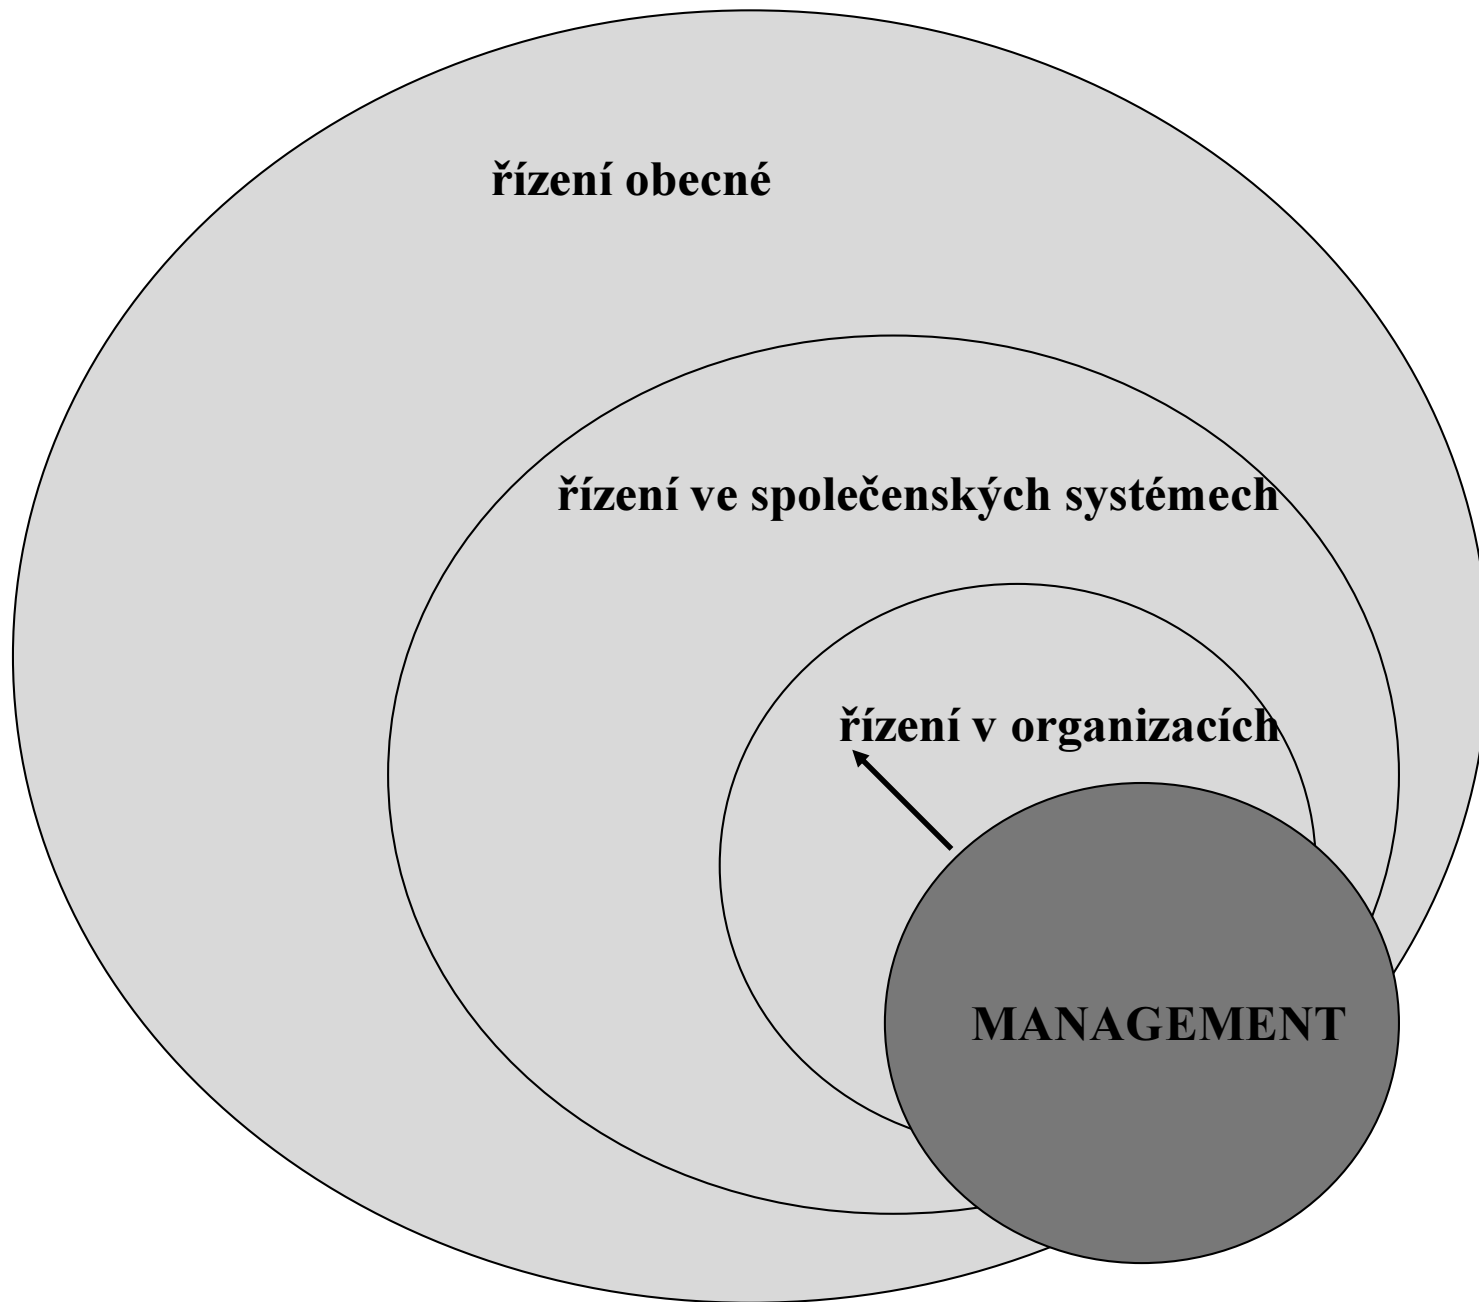 řízení obecné
řízení ve společenských systémech
řízení v organizacích
MANAGEMENT